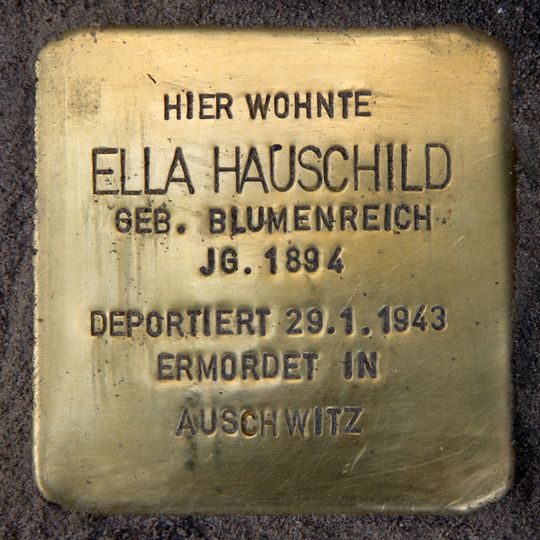 HIER WOHNTE
ELLA HAUSCHILD
GEB. BLUMENREICH
JG. 1894
DEPORTIERT 29.1.1943
ERMORDET IN
AUSCHWITZ